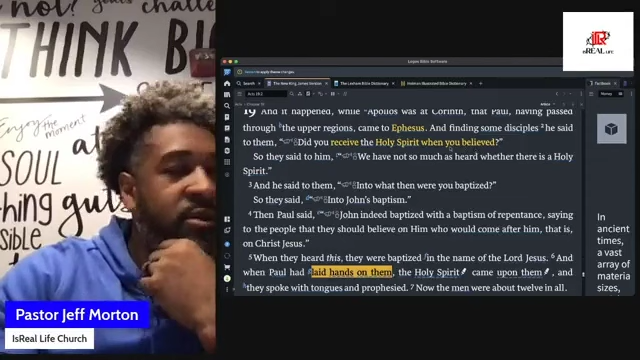 not?
goals
challen
THINK BI
Enjoy the
moment
at
SOUL
hing
guts
sible
Pastor Jeff Morton
IsReal Life Church
isREAL Life
Logos Bible Software
Search
The New King James Version
The Lexham Bible Dictionary
Acts 19:2
19 And it happened, while Apollos was at Corinth, that Paul, having passed
through the upper regions, came to Ephesus. And finding some disciples 2 he said
to them, “Did you receive the Holy Spirit when you believed?”
So they said to him, “We have not so much as heard whether there is a Holy
Spirit.”
3 And he said to them, “Into what then were you baptized?”
So they said, “Into John’s baptism.”
4 Then Paul said, “John indeed baptized with a baptism of repentance, saying
to the people that they should believe on Him who would come after him, that is,
on Christ Jesus.”
5 When they heard this, they were baptized in the name of the Lord Jesus. 6 And
when Paul had laid hands on them, the Holy Spirit came upon them, and
they spoke with tongues and prophesied. 7 Now the men were about twelve in all.
Factbook
Money
In
ancient
times,
a vast
array of
materia
sizes,